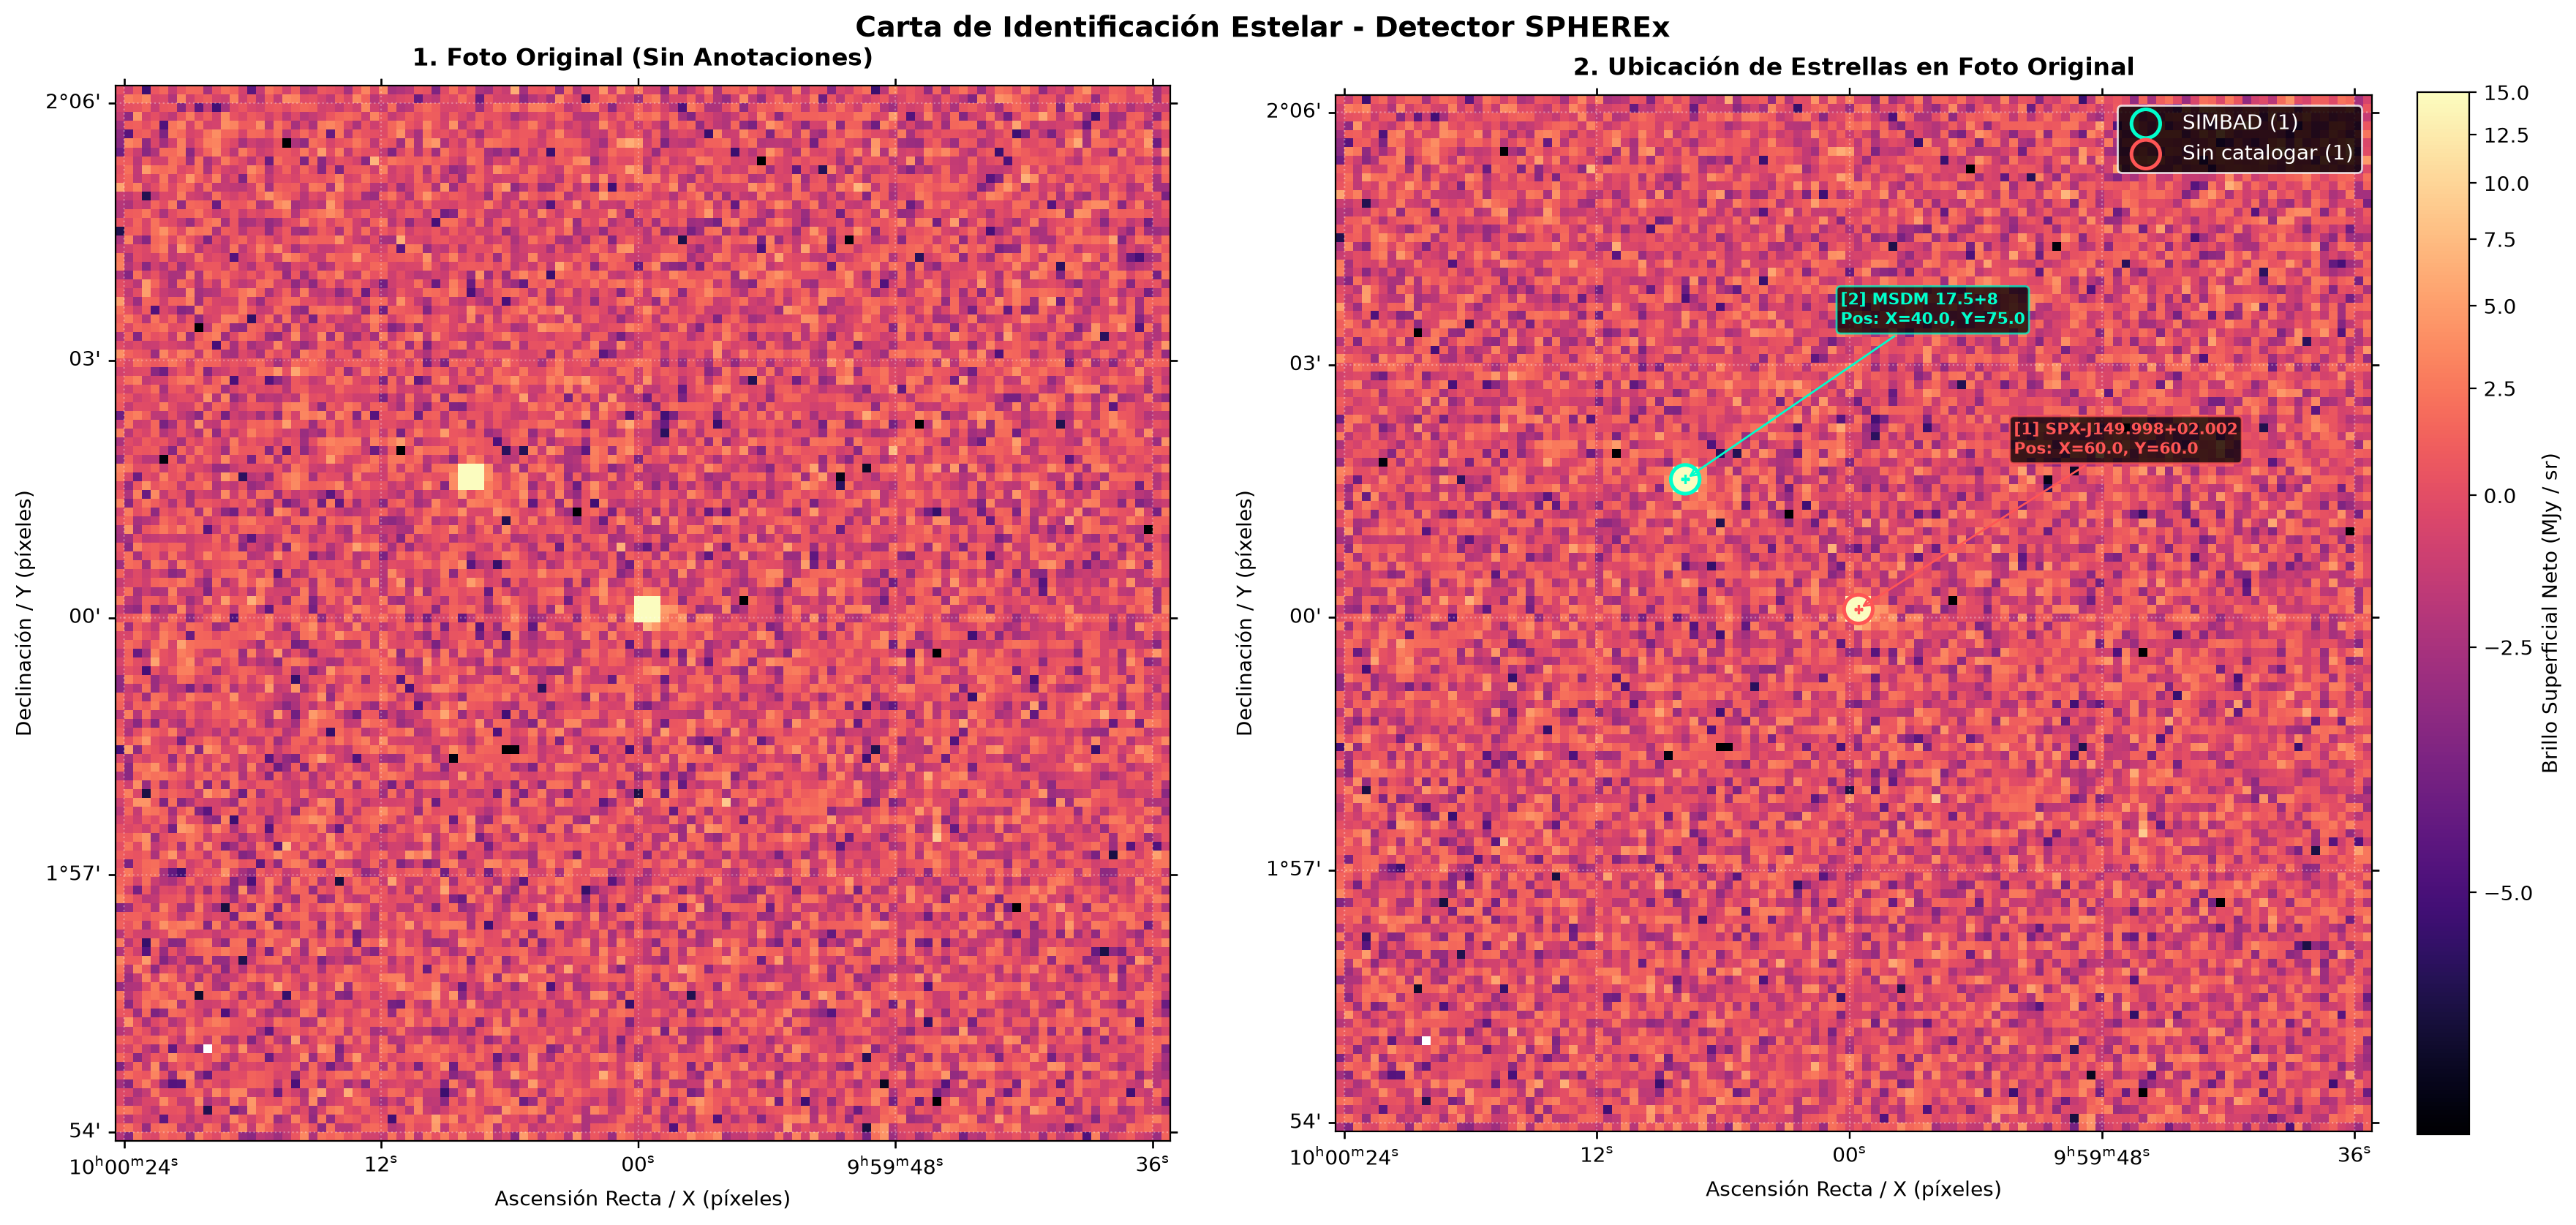 Carta de Identificación Estelar - Detector SPHEREx
1. Foto Original (Sin Anotaciones)
2°06'
03'
00'
1°57'
54'
Declinación / Y (píxeles)
10ʰ00ᵐ24ˢ
12ˢ
00ˢ
9ʰ59ᵐ48ˢ
36ˢ
Ascensión Recta / X (píxeles)
2. Ubicación de Estrellas en Foto Original
SIMBAD (1)
Sin catalogar (1)
[2] MSDM 17.5+8
Pos: X=40.0, Y=75.0
[1] SPX-J149.998+02.002
Pos: X=60.0, Y=60.0
2°06'
03'
00'
1°57'
54'
Declinación / Y (píxeles)
10ʰ00ᵐ24ˢ
12ˢ
00ˢ
9ʰ59ᵐ48ˢ
36ˢ
Ascensión Recta / X (píxeles)
15.0
12.5
10.0
7.5
5.0
2.5
0.0
−2.5
−5.0
Brillo Superficial Neto (MJy / sr)